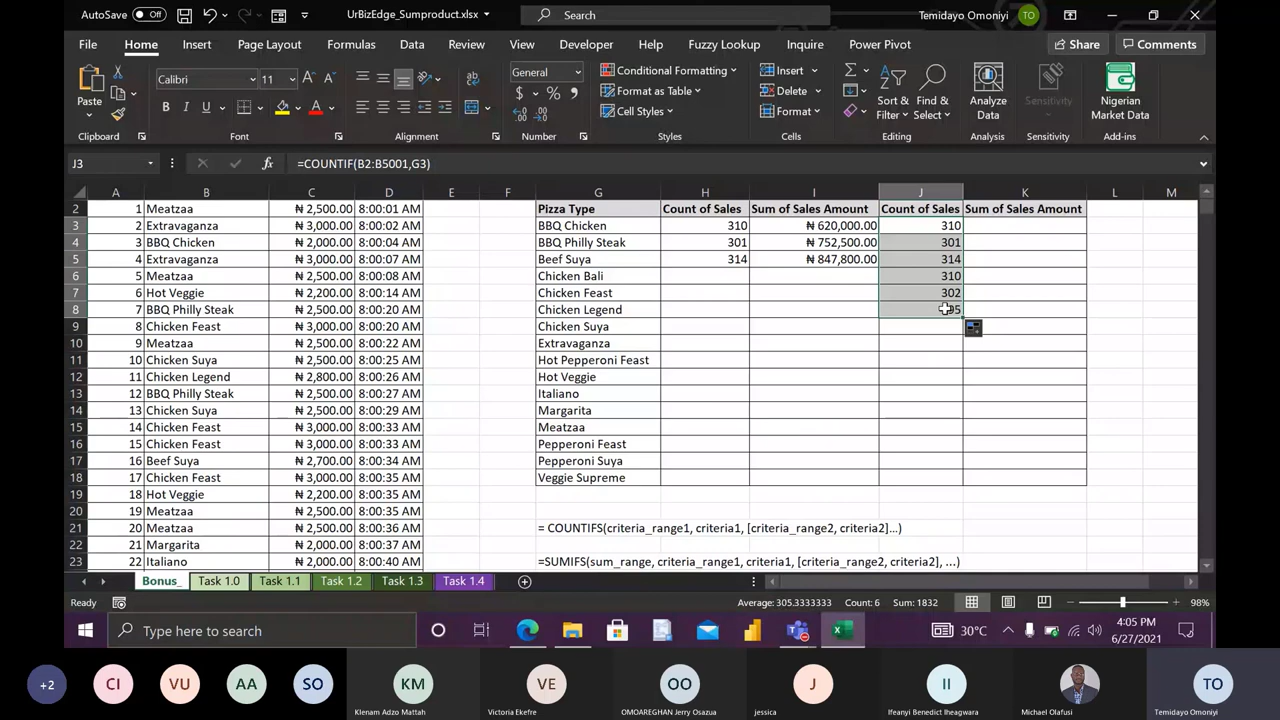 AutoSave Off UrBizEdge_Sumproduct.xlsx Search Temidayo Omoniyi TO
File Home Insert Page Layout Formulas Data Review View Developer Help Fuzzy Lookup Inquire Power Pivot Share Comments
Paste Calibri 11 General Conditional Formatting Format as Table Cell Styles Insert Delete Format Sort & Filter Find & Select Analyze Data Sensitivity Nigerian Market Data
Clipboard Font Alignment Number Styles Cells Editing Analysis Sensitivity Add-ins
J3 fx =COUNTIF(B2:B5001,G3)
A B C D E F G H I J K L M
2 1 Meatzaa ₦ 2,500.00 8:00:01 AM Pizza Type Count of Sales Sum of Sales Amount Count of Sales Sum of Sales Amount
3 2 Extravaganza ₦ 3,000.00 8:00:02 AM BBQ Chicken 310 ₦ 620,000.00 310
4 3 BBQ Chicken ₦ 2,000.00 8:00:04 AM BBQ Philly Steak 301 ₦ 752,500.00 301
5 4 Extravaganza ₦ 3,000.00 8:00:07 AM Beef Suya 314 ₦ 847,800.00 314
6 5 Meatzaa ₦ 2,500.00 8:00:08 AM Chicken Bali 310
7 6 Hot Veggie ₦ 2,200.00 8:00:14 AM Chicken Feast 302
8 7 BBQ Philly Steak ₦ 2,500.00 8:00:20 AM Chicken Legend
9 8 Chicken Feast ₦ 3,000.00 8:00:20 AM Chicken Suya
10 9 Meatzaa ₦ 2,500.00 8:00:22 AM Extravaganza
11 10 Chicken Suya ₦ 2,500.00 8:00:25 AM Hot Pepperoni Feast
12 11 Chicken Legend ₦ 2,800.00 8:00:26 AM Hot Veggie
13 12 BBQ Philly Steak ₦ 2,500.00 8:00:27 AM Italiano
14 13 Chicken Suya ₦ 2,500.00 8:00:29 AM Margarita
15 14 Chicken Feast ₦ 3,000.00 8:00:33 AM Meatzaa
16 15 Chicken Feast ₦ 3,000.00 8:00:33 AM Pepperoni Feast
17 16 Beef Suya ₦ 2,700.00 8:00:34 AM Pepperoni Suya
18 17 Chicken Feast ₦ 3,000.00 8:00:35 AM Veggie Supreme
19 18 Hot Veggie ₦ 2,200.00 8:00:35 AM
20 19 Meatzaa ₦ 2,500.00 8:00:35 AM
21 20 Meatzaa ₦ 2,500.00 8:00:36 AM = COUNTIFS(criteria_range1, criteria1, [criteria_range2, criteria2]...)
22 21 Margarita ₦ 2,000.00 8:00:37 AM
23 22 Italiano ₦ 2,000.00 8:00:40 AM =SUMIFS(sum_range, criteria_range1, criteria1, [criteria_range2, criteria2], ...)
Bonus_ Task 1.0 Task 1.1 Task 1.2 Task 1.3 Task 1.4
Ready Average: 305.3333333 Count: 6 Sum: 1832 98%
Type here to search 30°C 4:05 PM
6/27/2021
+2 CI VU AA SO KM VE OO J II TO
Klenam Adzo Mattah Victoria Ekefre OMOAREGHAN Jerry Osazua jessica Ifeanyi Benedict Iheagwara Michael Olafusi Temidayo Omoniyi